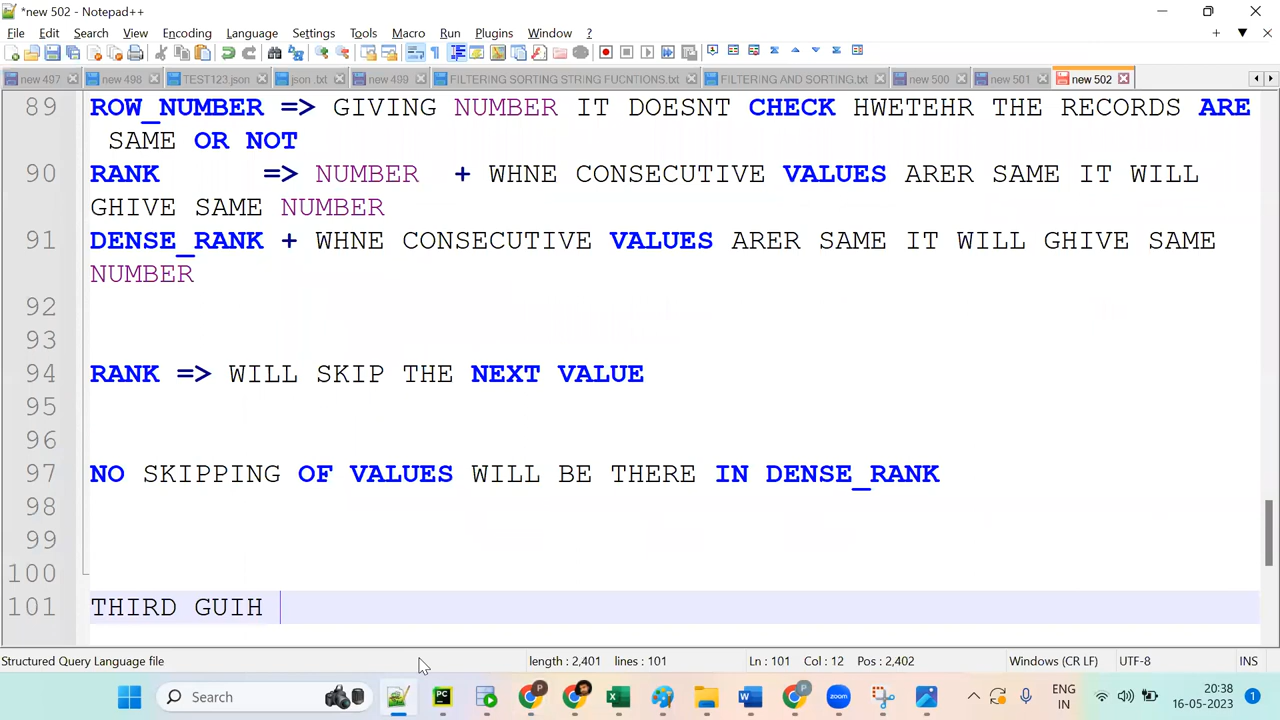 *new 502 - Notepad++
File Edit Search View Encoding Language Settings Tools Macro Run Plugins Window ?
new 497 new 498 TEST123.json json .txt new 499 FILTERING SORTING STRING FUCNTIONS.txt FILTERING AND SORTING.txt new 500 new 501 new 502
89 ROW_NUMBER => GIVING NUMBER IT DOESNT CHECK HWETEHR THE RECORDS ARE
SAME OR NOT
90 RANK => NUMBER + WHNE CONSECUTIVE VALUES ARER SAME IT WILL
GHIVE SAME NUMBER
91 DENSE_RANK + WHNE CONSECUTIVE VALUES ARER SAME IT WILL GHIVE SAME
NUMBER
92
93
94 RANK => WILL SKIP THE NEXT VALUE
95
96
97 NO SKIPPING OF VALUES WILL BE THERE IN DENSE_RANK
98
99
100
101 THIRD GUIH
Structured Query Language file length : 2,401 lines : 101 Ln : 101 Col : 12 Pos : 2,402 Windows (CR LF) UTF-8 INS
Search PC P zoom ENG 20:38
IN 16-05-2023 1